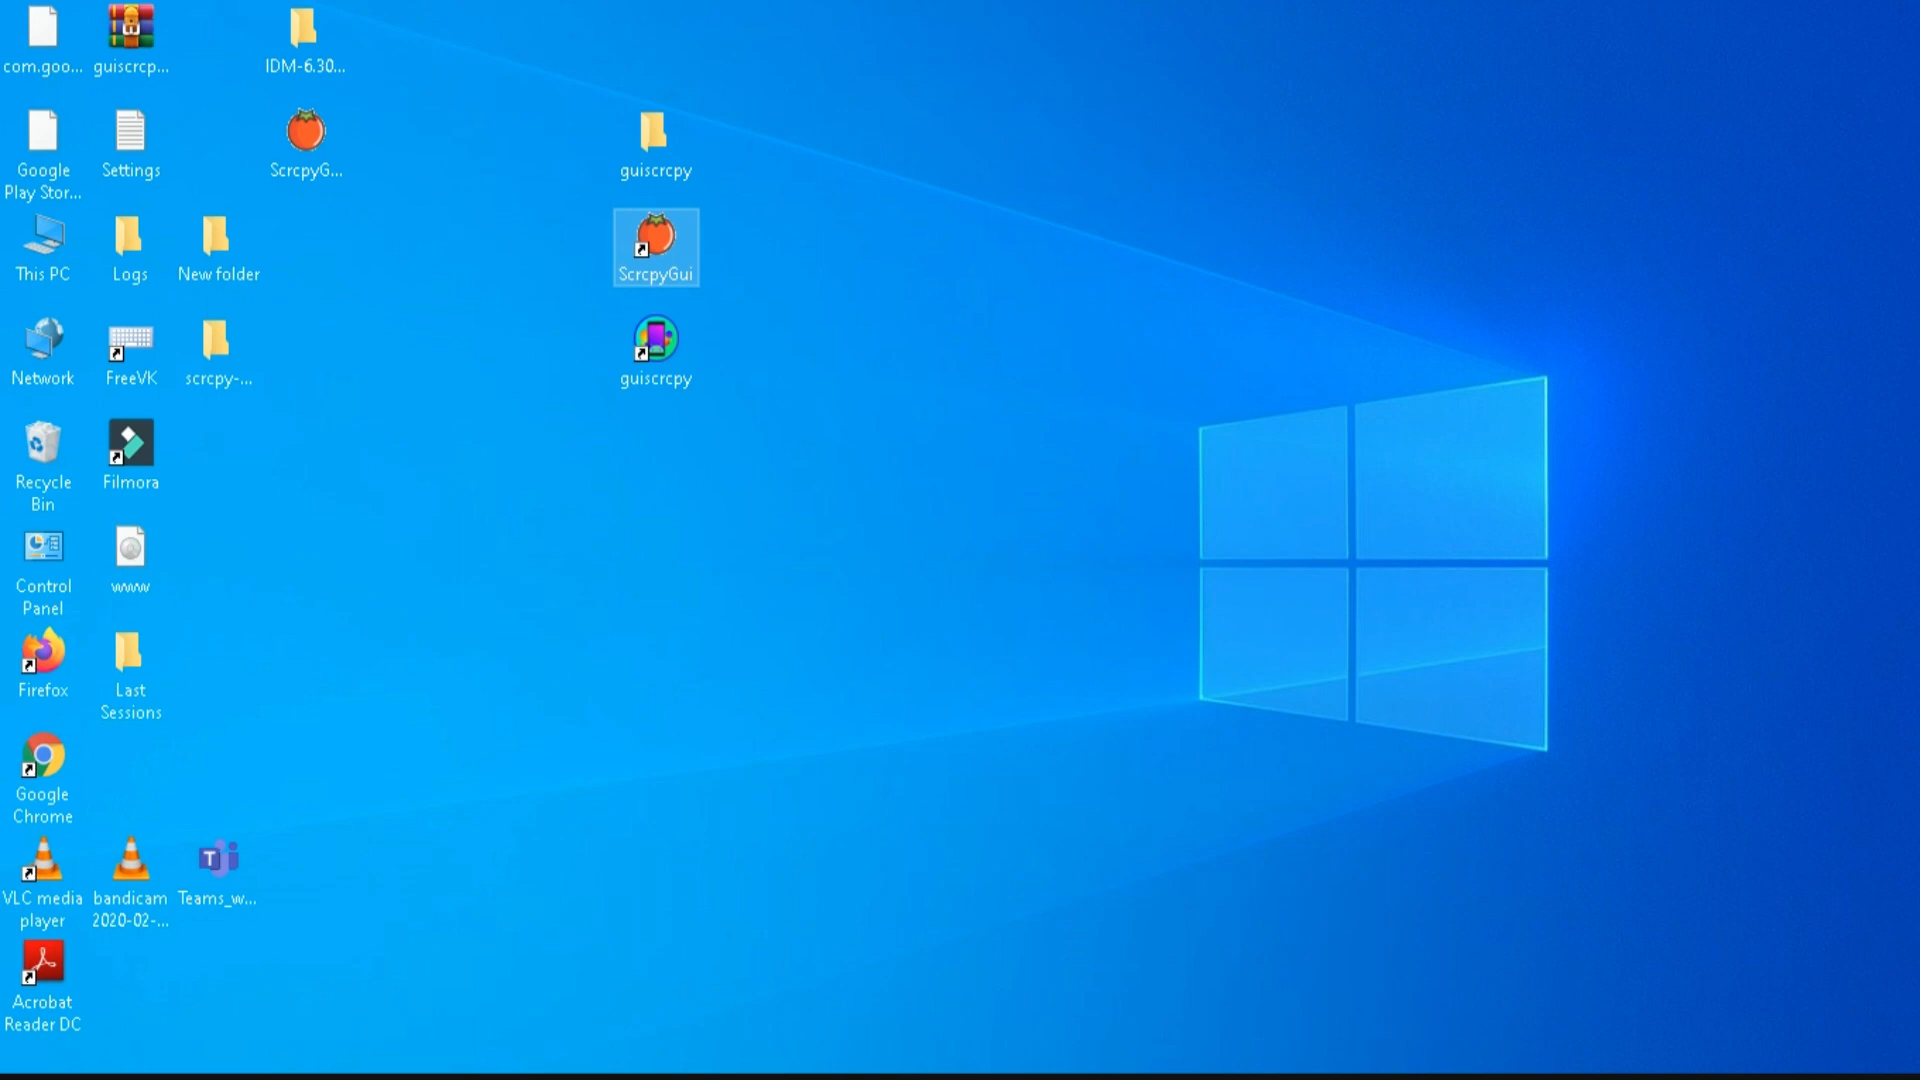 com.goo...
guiscrcp...
IDM-6.30...
Google
Play Stor...
Settings
ScrcpyG...
guiscrcpy
This PC
Logs
New folder
ScrcpyGui
Network
FreeVK
scrcpy-...
guiscrcpy
Recycle
Bin
Filmora
Control
Panel
www
Firefox
Last
Sessions
Google
Chrome
VLC media
player
bandicam
2020-02-...
T
Teams_w...
Acrobat
Reader DC